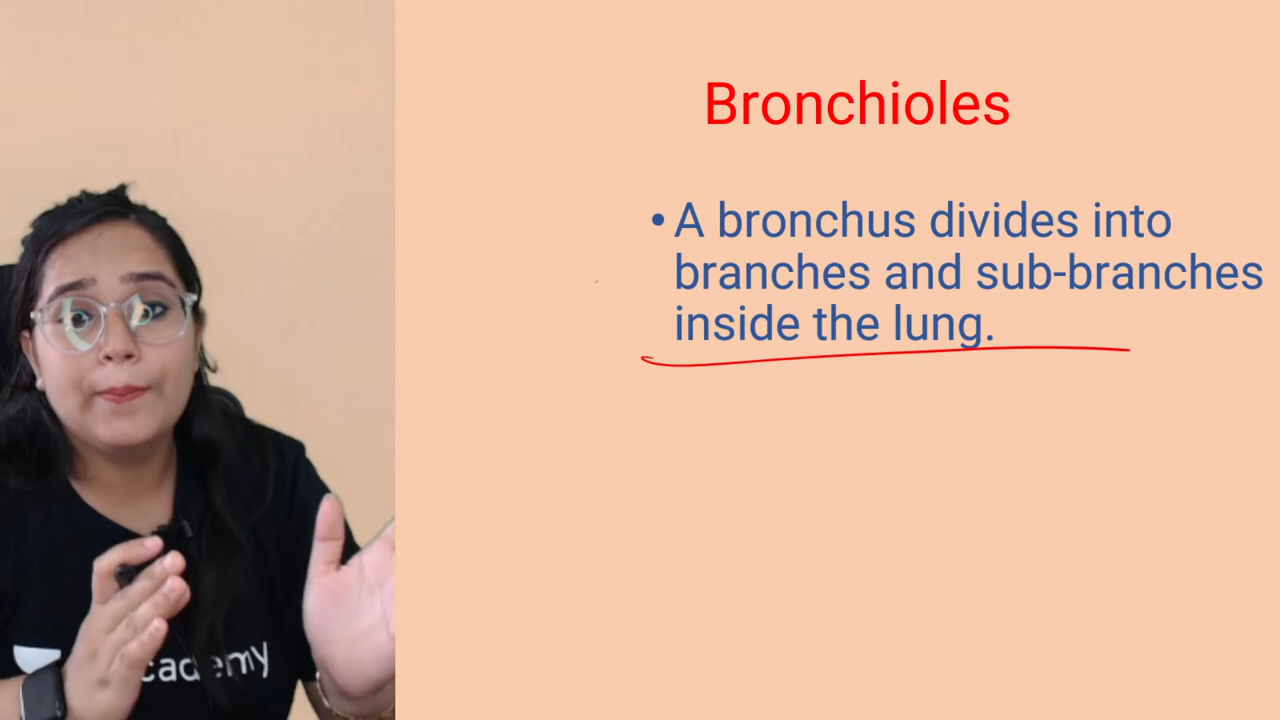 Bronchioles
• A bronchus divides into
branches and sub-branches
inside the lung.
cademy